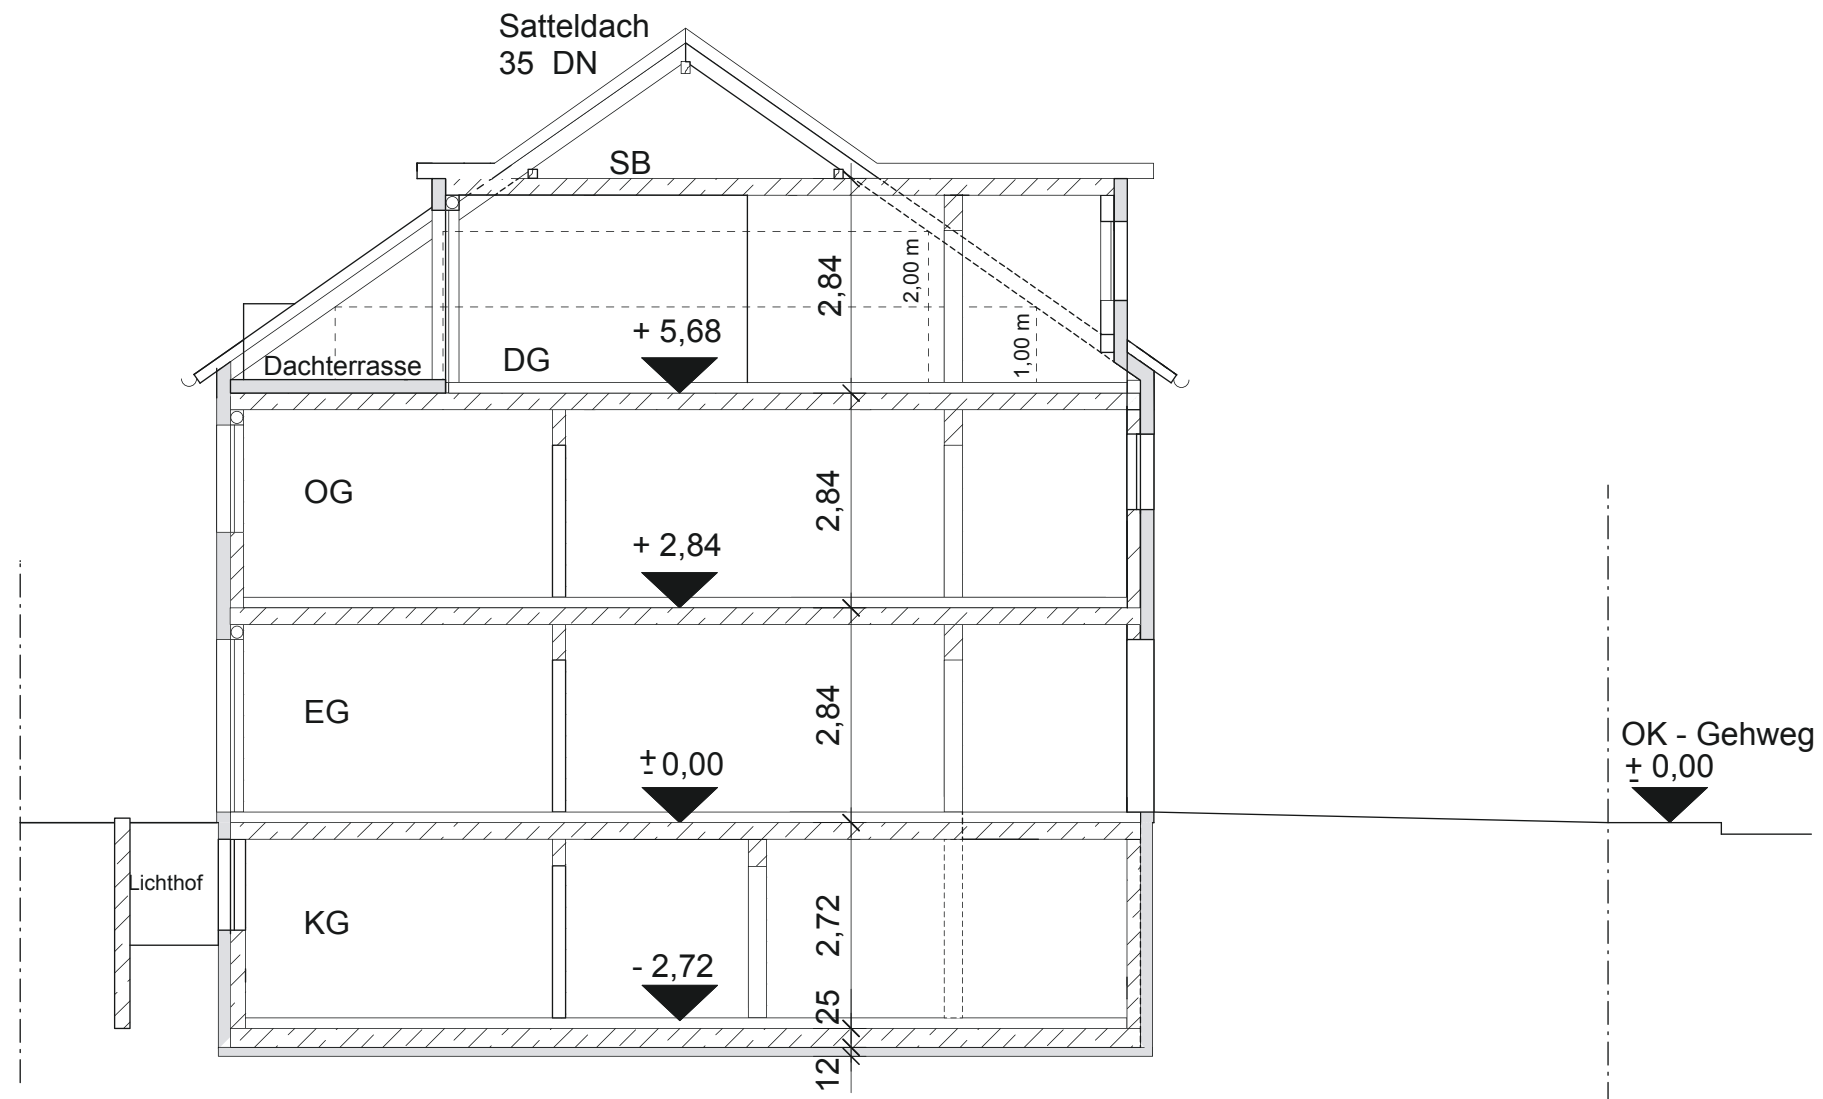 Satteldach
35 DN
SB
2,84
2,00 m
+ 5,68
1,00 m
Dachterrasse
DG
OG
2,84
+ 2,84
EG
2,84
± 0,00
OK - Gehweg
± 0,00
Lichthof
KG
2,72
- 2,72
25
12